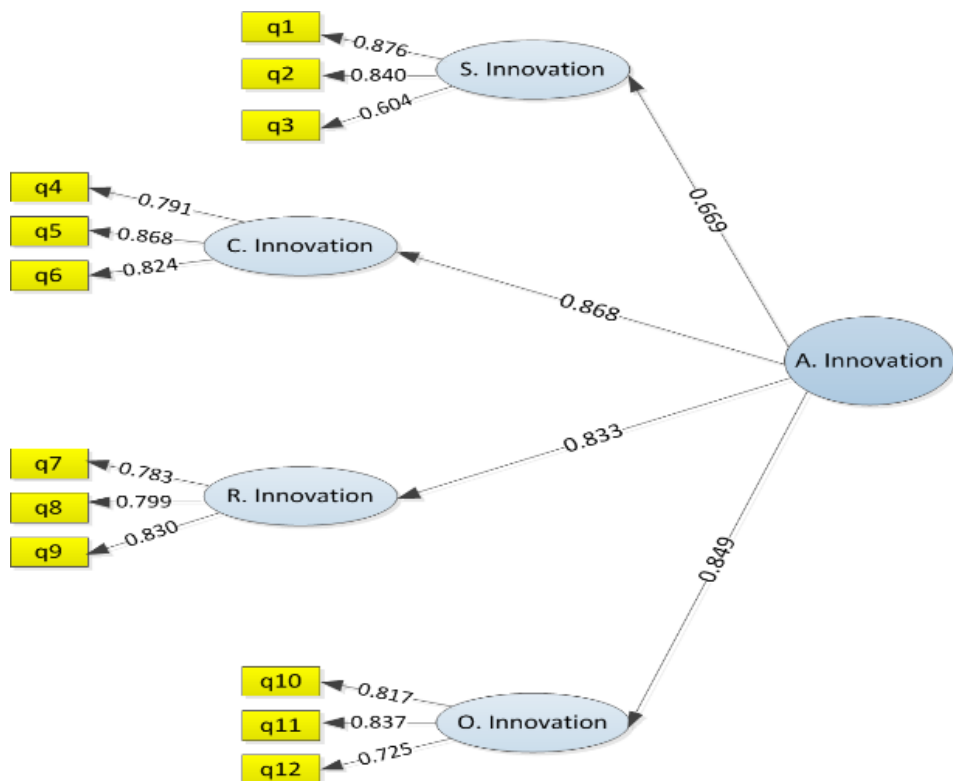 q1
0.876
S. Innovation
q2
0.840
q3
0.604
q4
0.791
q5
0.868
C. Innovation
q6
0.824
0.669
0.868
A. Innovation
0.833
q7
0.783
q8
0.799
R. Innovation
q9
0.830
0.849
q10
0.817
q11
0.837
O. Innovation
q12
0.725